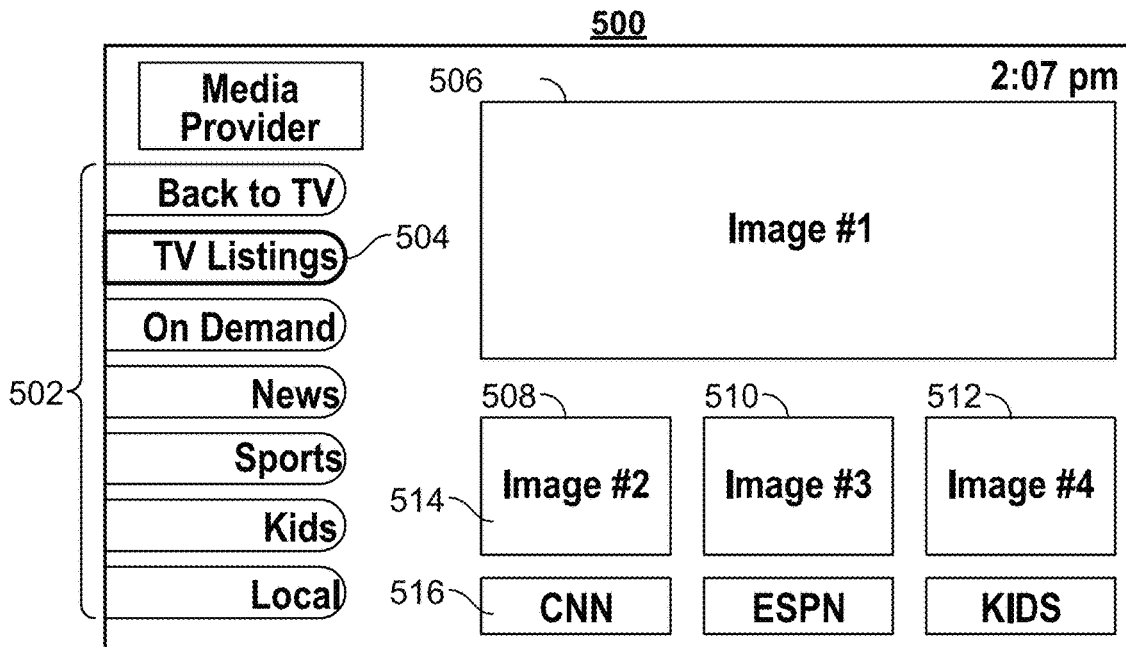 500
2:07 pm
Media
Provider
506
Image #1
Back to TV
TV Listings
504
On Demand
502
News
Sports
Kids
Local
508
510
512
Image #2
Image #3
Image #4
514
516
CNN
ESPN
KIDS